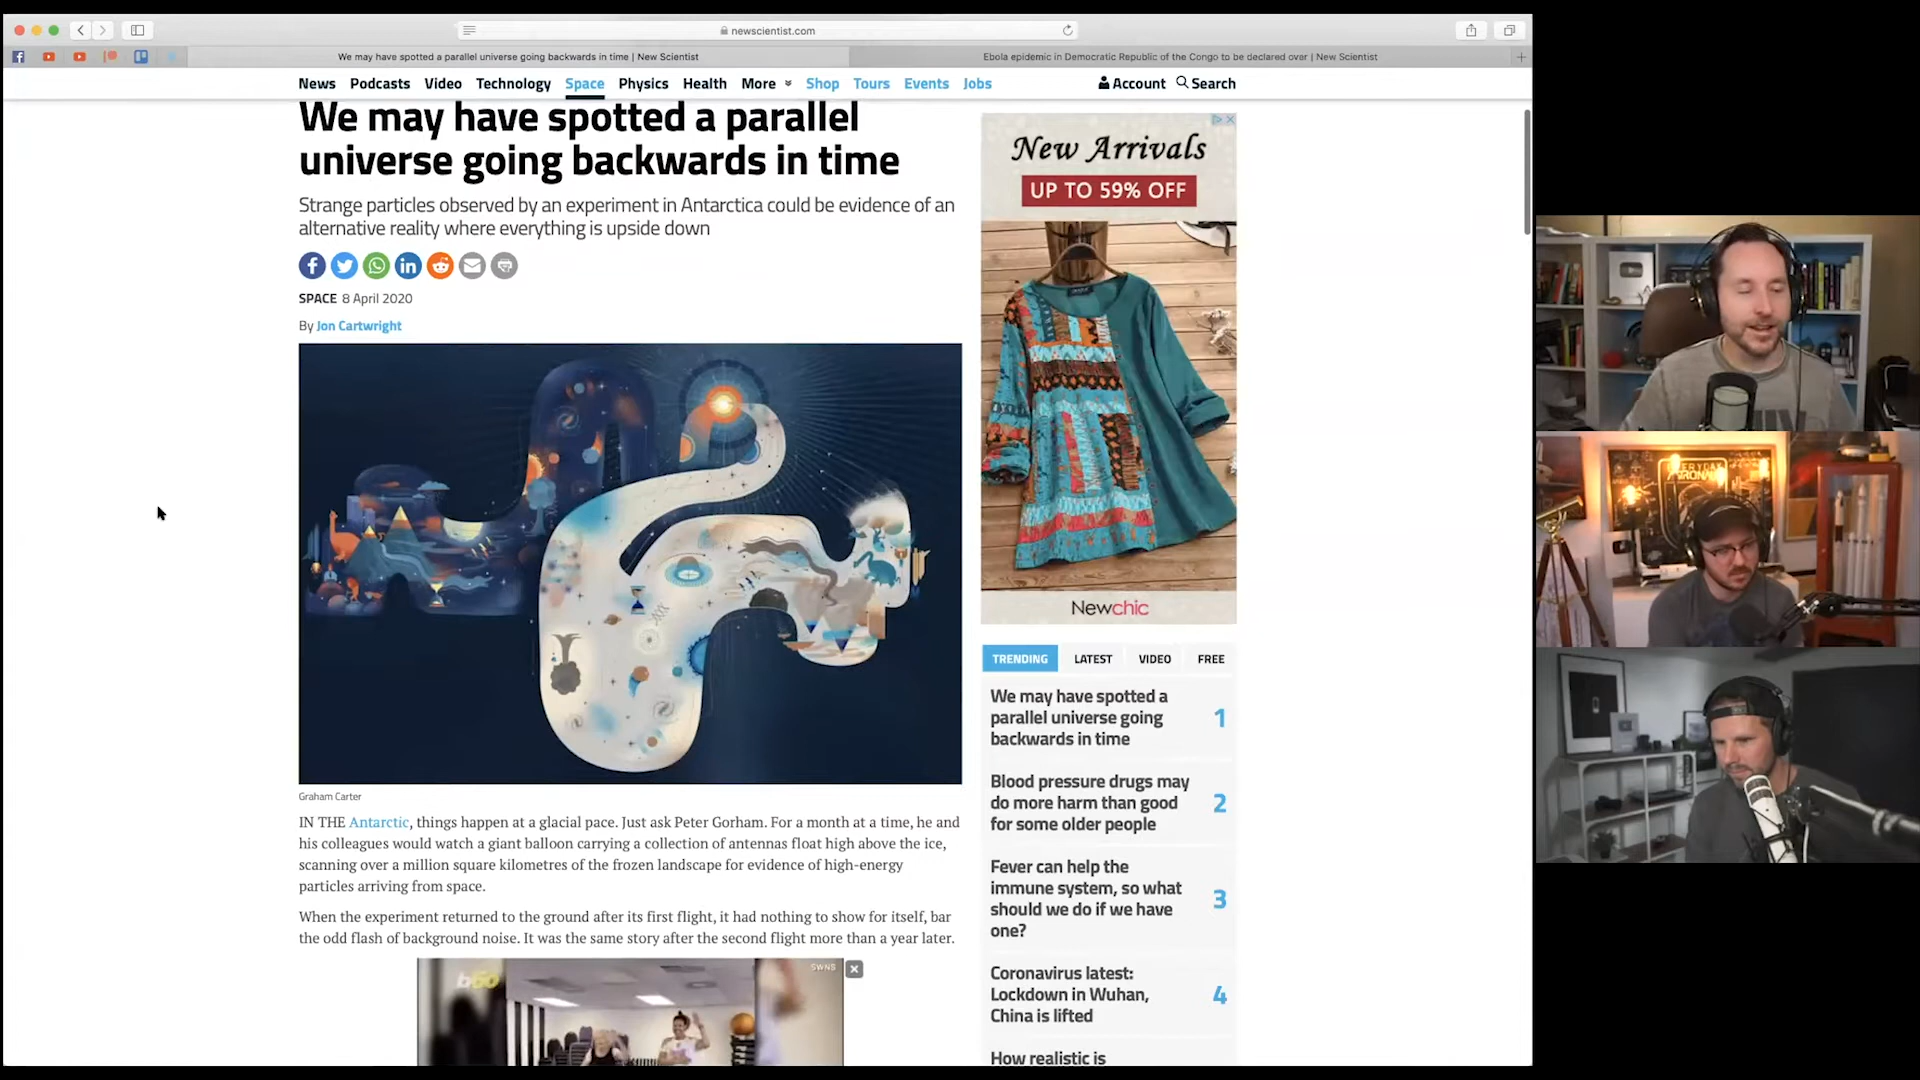 newscientist.com
We may have spotted a parallel universe going backwards in time | New Scientist
Ebola epidemic in Democratic Republic of the Congo to be declared over | New Scientist
News Podcasts Video Technology Space Physics Health More Shop Tours Events Jobs Account Search
We may have spotted a parallel
universe going backwards in time
Strange particles observed by an experiment in Antarctica could be evidence of an
alternative reality where everything is upside down
SPACE 8 April 2020
By Jon Cartwright
Graham Carter
IN THE Antarctic, things happen at a glacial pace. Just ask Peter Gorham. For a month at a time, he and
his colleagues would watch a giant balloon carrying a collection of antennas float high above the ice,
scanning over a million square kilometres of the frozen landscape for evidence of high-energy
particles arriving from space.
When the experiment returned to the ground after its first flight, it had nothing to show for itself, bar
the odd flash of background noise. It was the same story after the second flight more than a year later.
SWNS
New Arrivals
UP TO 59% OFF
Newchic
TRENDING LATEST VIDEO FREE
We may have spotted a
parallel universe going
backwards in time
1
Blood pressure drugs may
do more harm than good
for some older people
2
Fever can help the
immune system, so what
should we do if we have
one?
3
Coronavirus latest:
Lockdown in Wuhan,
China is lifted
4
How realistic is